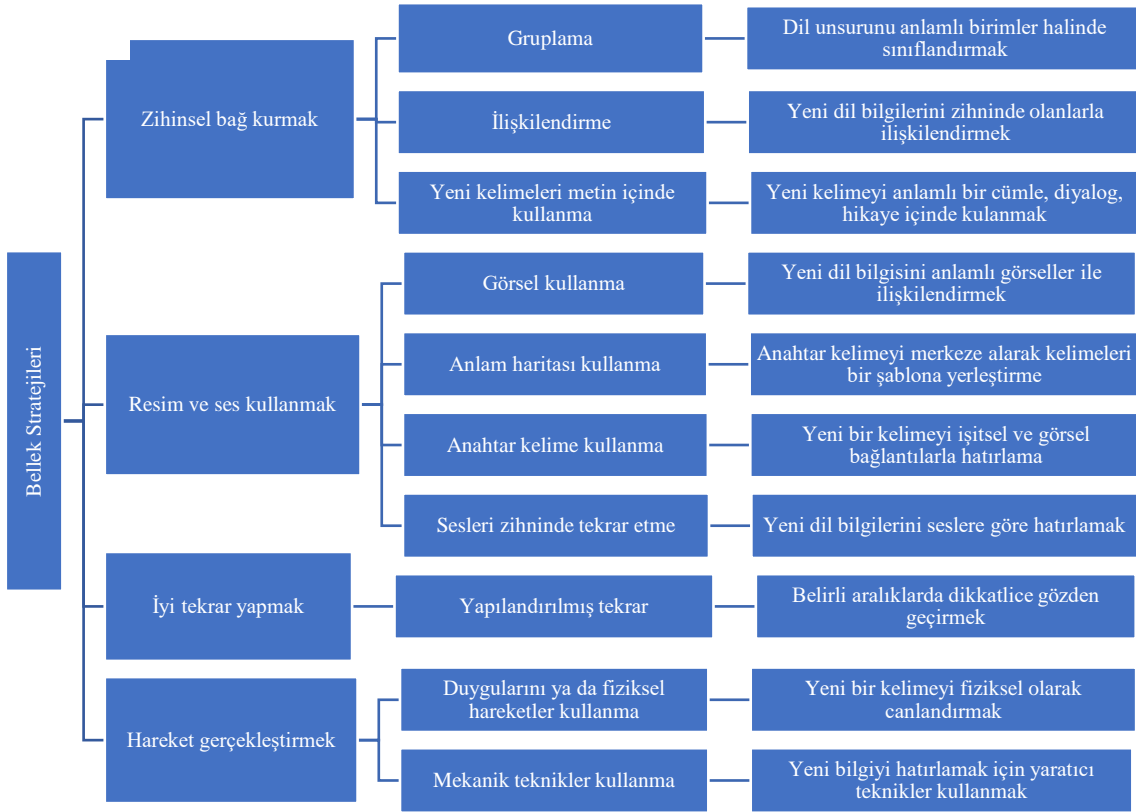 Bellek Stratejileri
Zihinsel bağ kurmak
Gruplama
Dil unsurunu anlamlı birimler halinde
sınıflandırmak
İlişkilendirme
Yeni dil bilgilerini zihninde olanlarla
ilişkilendirmek
Yeni kelimeleri metin içinde
kullanma
Yeni kelimeyi anlamlı bir cümle, diyalog,
hikaye içinde kulanmak
Resim ve ses kullanmak
Görsel kullanma
Yeni dil bilgisini anlamlı görseller ile
ilişkilendirmek
Anlam haritası kullanma
Anahtar kelimeyi merkeze alarak kelimeleri
bir şablona yerleştirme
Anahtar kelime kullanma
Yeni bir kelimeyi işitsel ve görsel
bağlantılarla hatırlama
Sesleri zihninde tekrar etme
Yeni dil bilgilerini seslere göre hatırlamak
İyi tekrar yapmak
Yapılandırılmış tekrar
Belirli aralıklarda dikkatlice gözden
geçirmek
Hareket gerçekleştirmek
Duygularını ya da fiziksel
hareketler kullanma
Yeni bir kelimeyi fiziksel olarak
canlandırmak
Mekanik teknikler kullanma
Yeni bilgiyi hatırlamak için yaratıcı
teknikler kullanmak